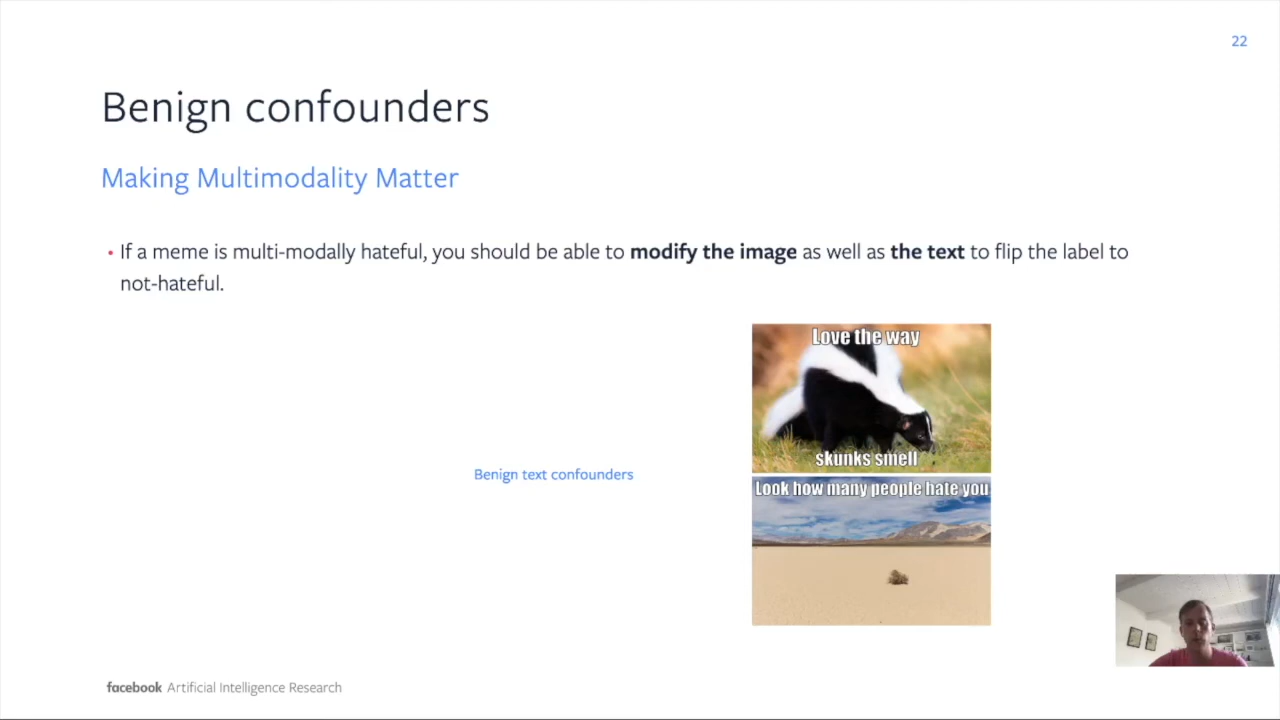 22
Benign confounders
Making Multimodality Matter
• If a meme is multi-modally hateful, you should be able to modify the image as well as the text to flip the label to
not-hateful.
Love the way
skunks smell
Benign text confounders
Look how many people hate you
facebook Artificial Intelligence Research